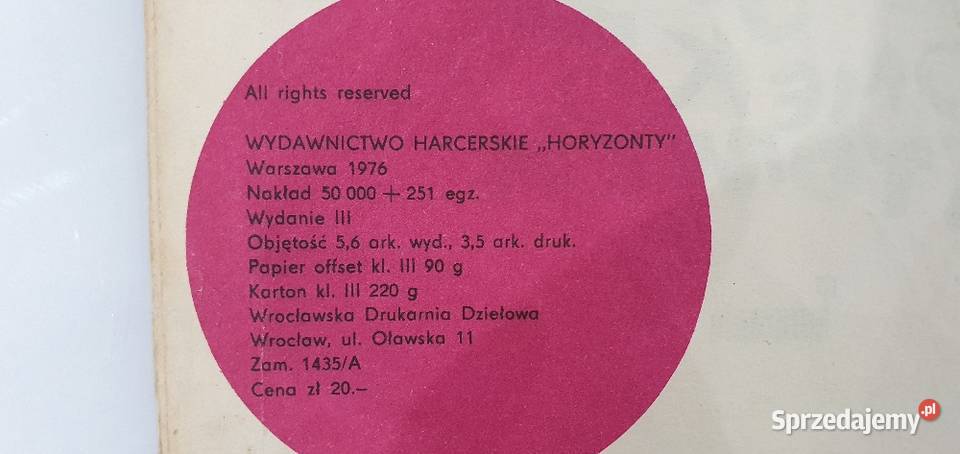 All rights reserved
WYDAWNICTWO HARCERSKIE „HORYZONTY"
Warszawa 1976
Nakład 50 000 + 251 egz.
Wydanie III
Objętość 5,6 ark. wyd., 3,5 ark. druk.
Papier offset kl. III 90 g
Karton kl. III 220 g
Wrocławska Drukarnia Dziełowa
Wrocław, ul. Oławska 11
Zam. 1435/A
Cena zł 20.–
Sprzedajemy.pl